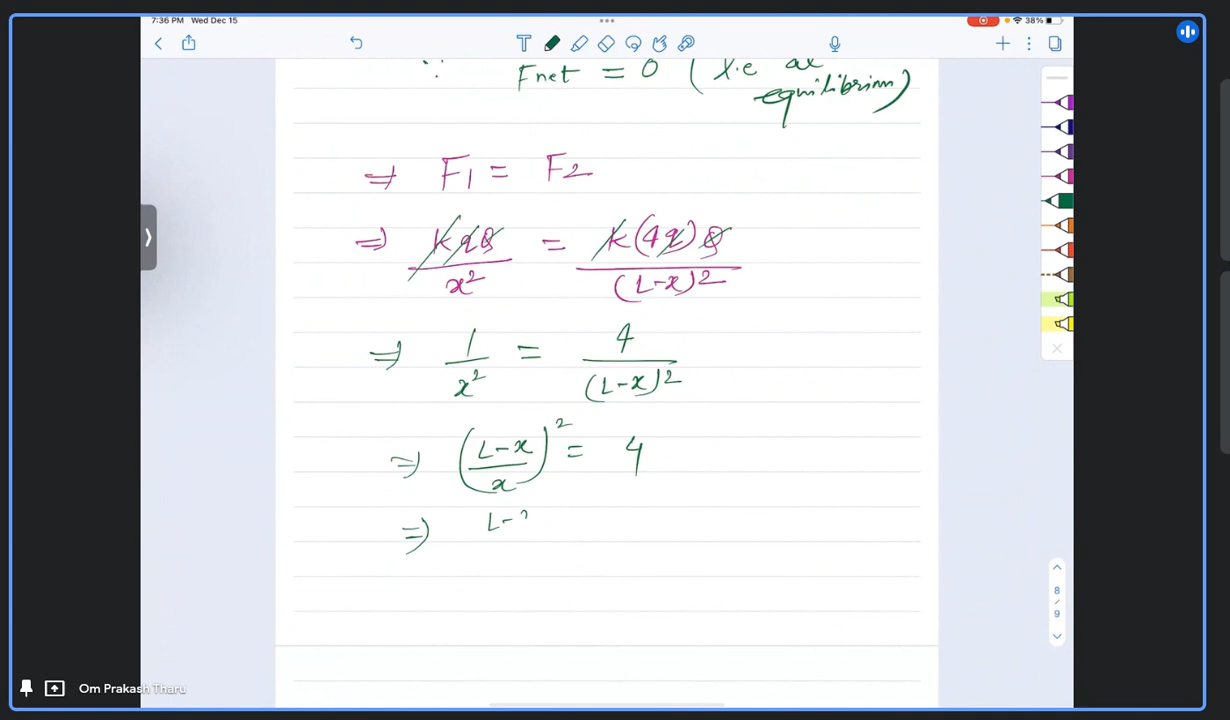 7:36 PM Wed Dec 15
38%
T
∵ Fnet = 0 (i.e at
equilibrium)
⇒ F1 = F2
⇒ kqQ/x² = k(4q)Q/(L-x)²
⇒ 1/x² = 4/(L-x)²
⇒ ((L-x)/x)² = 4
⇒ L-
8
/
9
Om Prakash Tharu